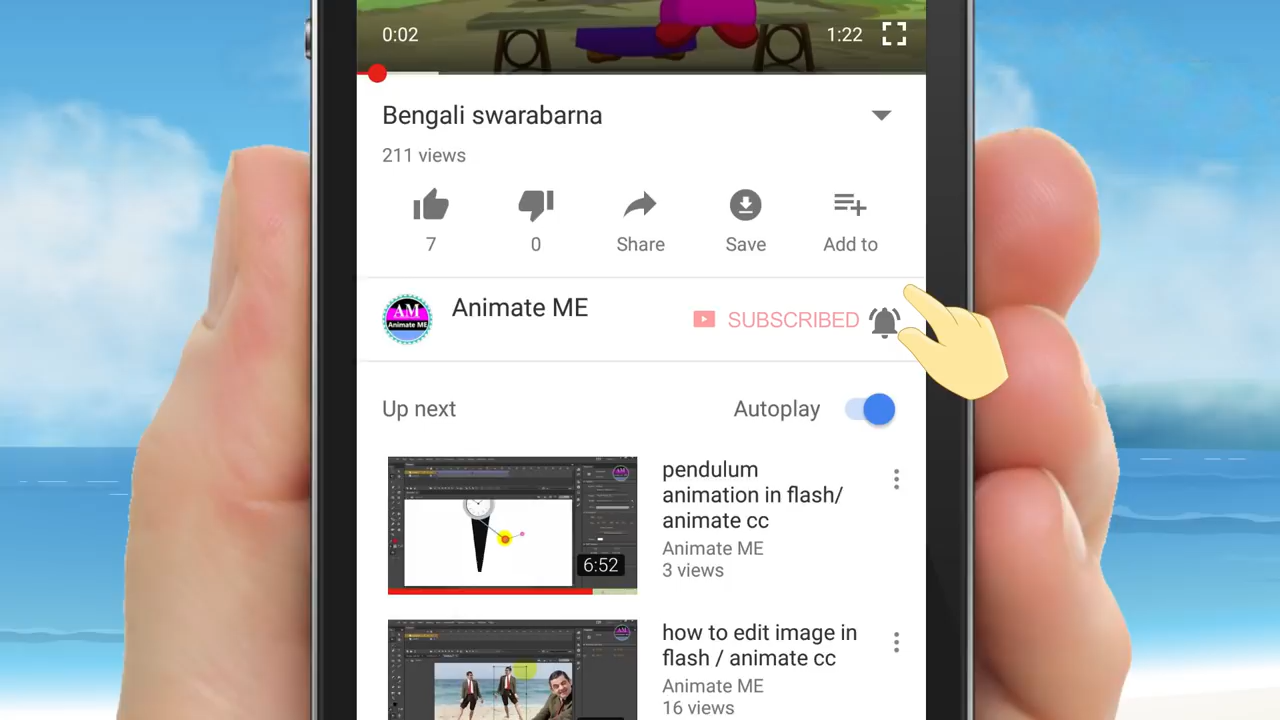 0:02
1:22
Bengali swarabarna
211 views
7
0
Share
Save
Add to
AM
Animate ME
Animate ME
SUBSCRIBED
Up next
Autoplay
6:52
pendulum
animation in flash/
animate cc
Animate ME
3 views
how to edit image in
flash / animate cc
Animate ME
16 views